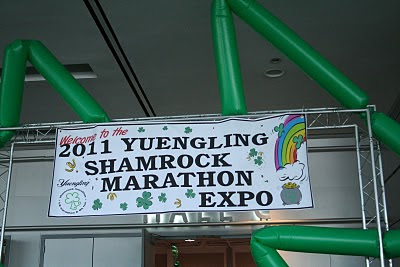 Welcome to the
2011 YUENGLING
SHAMROCK
MARATHON
EXPO
Yuengling